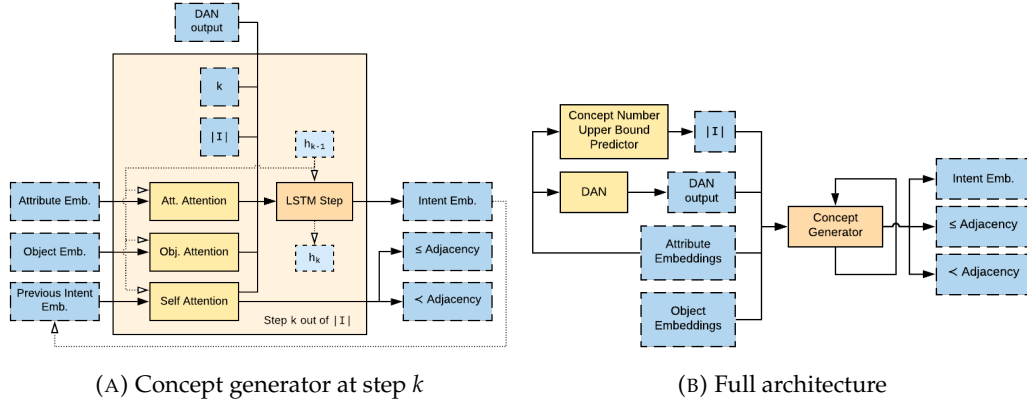 DAN
output
k
|I|
h_{k-1}
Attribute Emb.
Att. Attention
LSTM Step
Intent Emb.
Object Emb.
Obj. Attention
≤ Adjacency
h_k
Previous Intent
Emb.
Self Attention
≺ Adjacency
Step k out of |I|
(A) Concept generator at step k
Concept Number
Upper Bound
Predictor
|I|
DAN
DAN
output
Attribute
Embeddings
Object
Embeddings
Concept
Generator
Intent Emb.
≤ Adjacency
≺ Adjacency
(B) Full architecture